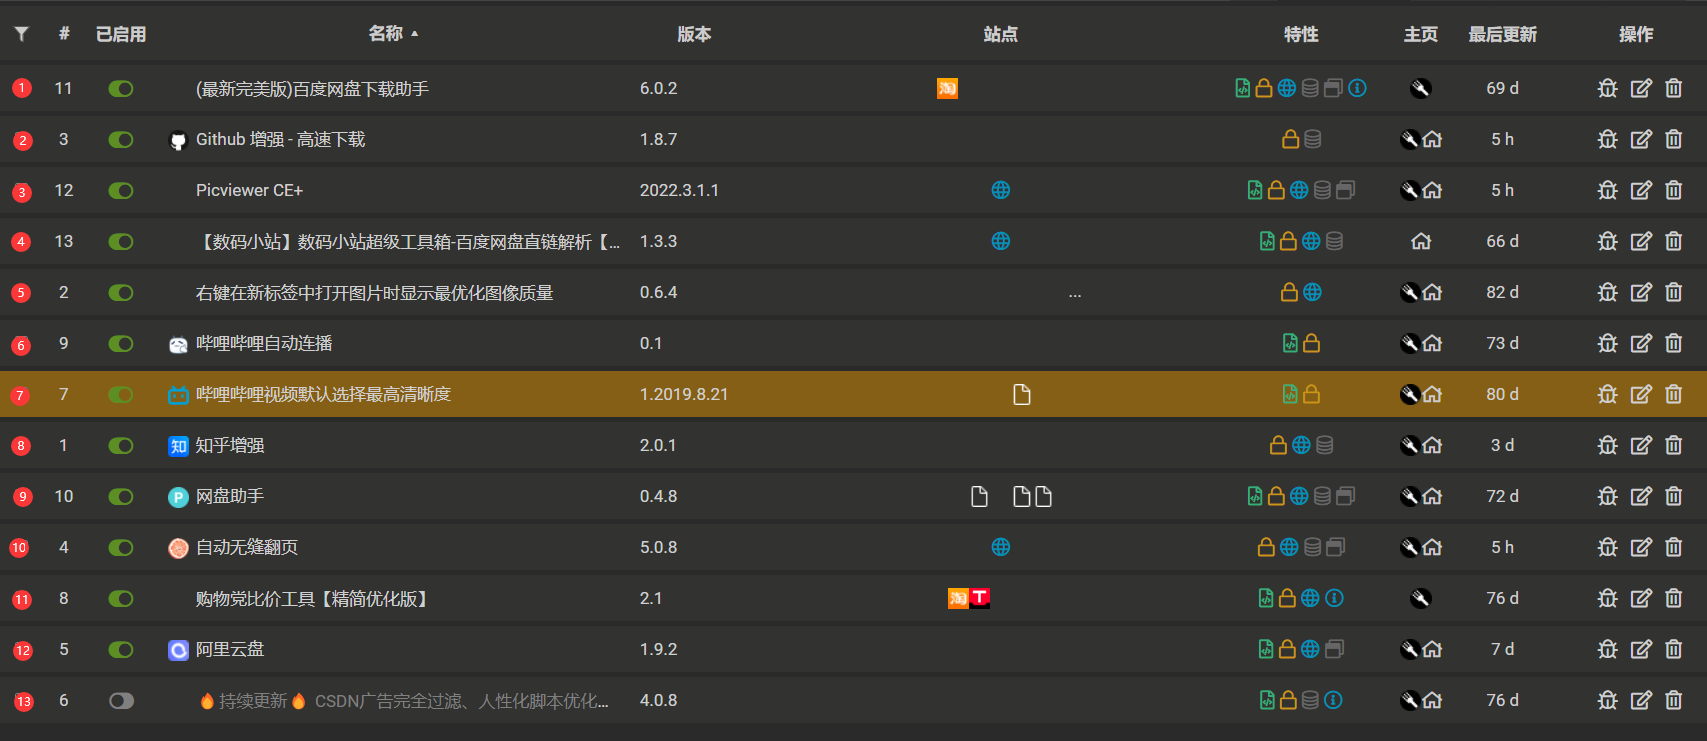 # 已启用 名称 版本 站点 特性 主页 最后更新 操作
1 11 (最新完美版)百度网盘下载助手 6.0.2 淘 69 d
2 3 Github 增强 - 高速下载 1.8.7 5 h
3 12 Picviewer CE+ 2022.3.1.1 5 h
4 13 【数码小站】数码小站超级工具箱-百度网盘直链解析【... 1.3.3 66 d
5 2 右键在新标签中打开图片时显示最优化图像质量 0.6.4 ... 82 d
6 9 哔哩哔哩自动连播 0.1 73 d
7 7 哔哩哔哩视频默认选择最高清晰度 1.2019.8.21 80 d
8 1 知 知乎增强 2.0.1 3 d
9 10 P 网盘助手 0.4.8 72 d
10 4 自动无缝翻页 5.0.8 5 h
11 8 购物党比价工具【精简优化版】 2.1 淘 T 76 d
12 5 阿里云盘 1.9.2 7 d
13 6 🔥持续更新🔥 CSDN广告完全过滤、人性化脚本优化... 4.0.8 76 d